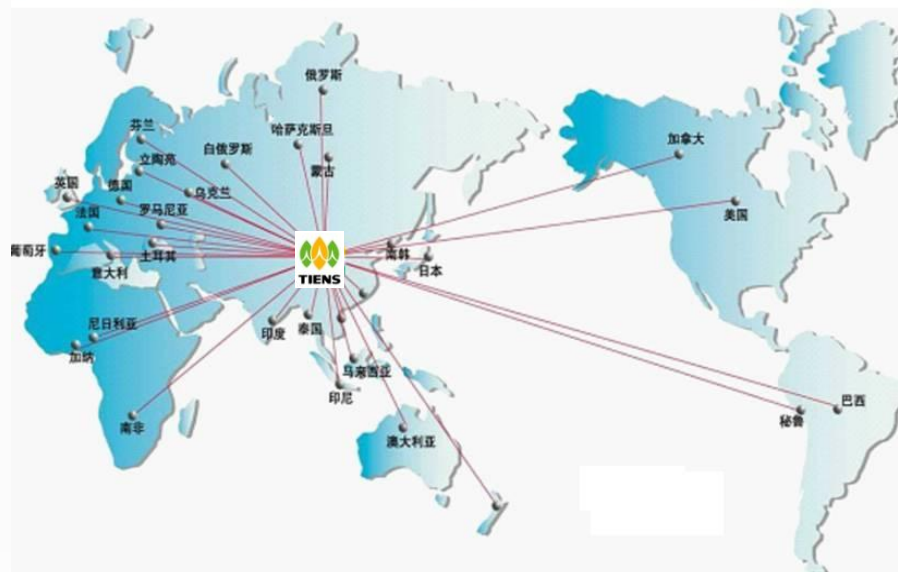 俄罗斯
芬兰
哈萨克斯旦
加拿大
白俄罗斯
立陶亮
蒙古
英国
德国
乌克兰
美国
法国
罗马尼亚
葡萄牙
土耳其
南韩
意大利
日本
TIENS
尼日利亚
印度
泰国
加纳
马来西亚
印尼
巴西
南非
秘鲁
澳大利亚